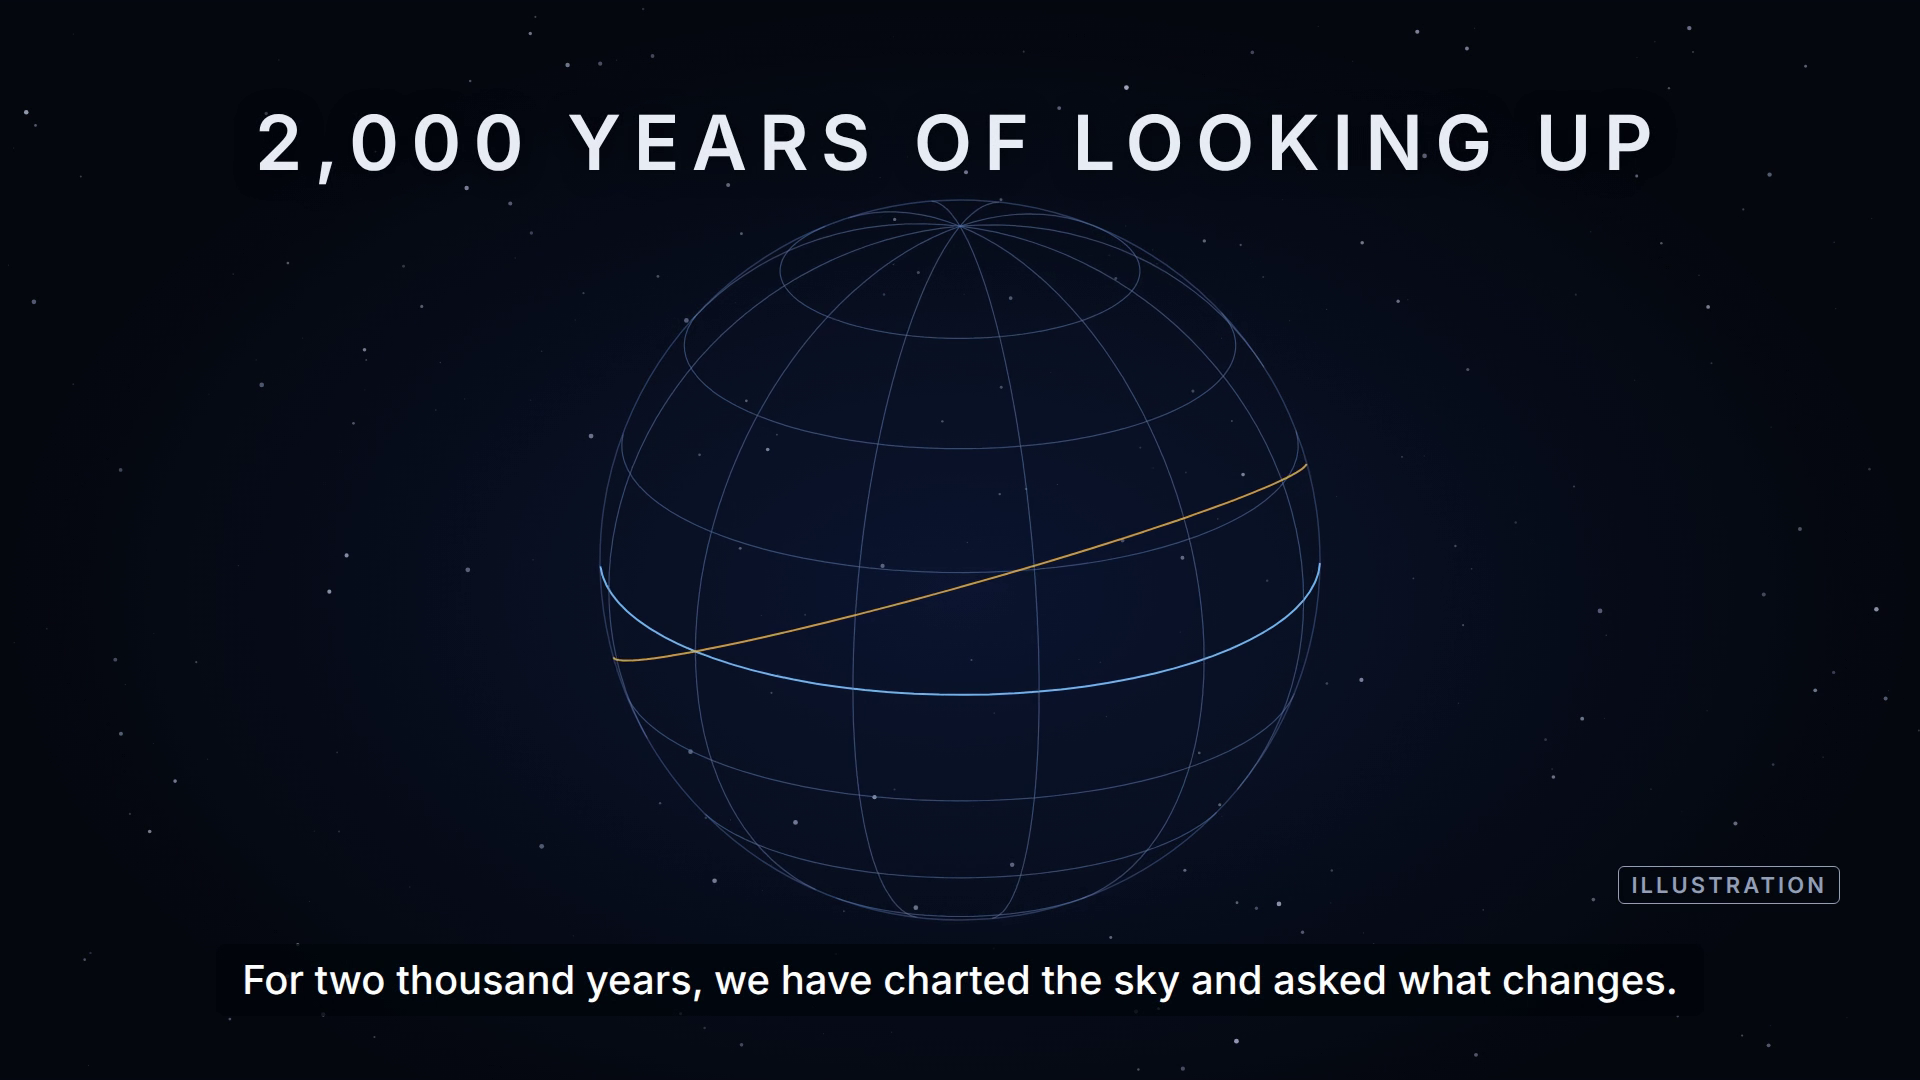 2,000 YEARS OF LOOKING UP
ILLUSTRATION
For two thousand years, we have charted the sky and asked what changes.